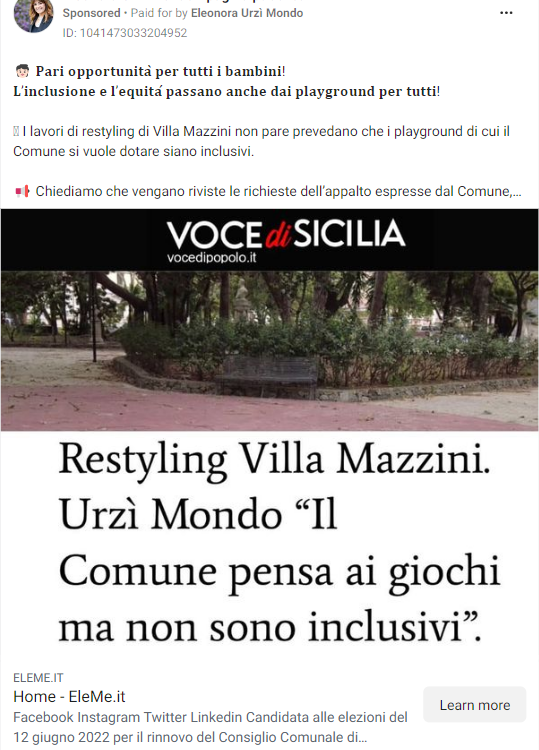 Sponsored • Paid for by Eleonora Urzì Mondo
ID: 1041473033204952
Pari opportunità per tutti i bambini!
L'inclusione e l'equità passano anche dai playground per tutti!
I lavori di restyling di Villa Mazzini non pare prevedano che i playground di cui il
Comune si vuole dotare siano inclusivi.
Chiediamo che vengano riviste le richieste dell'appalto espresse dal Comune,...
VOCE di SICILIA
vocedipopolo.it
Restyling Villa Mazzini.
Urzì Mondo “Il
Comune pensa ai giochi
ma non sono inclusivi”.
ELEME.IT
Home - EleMe.it
Facebook Instagram Twitter Linkedin Candidata alle elezioni del
12 giugno 2022 per il rinnovo del Consiglio Comunale di...
Learn more